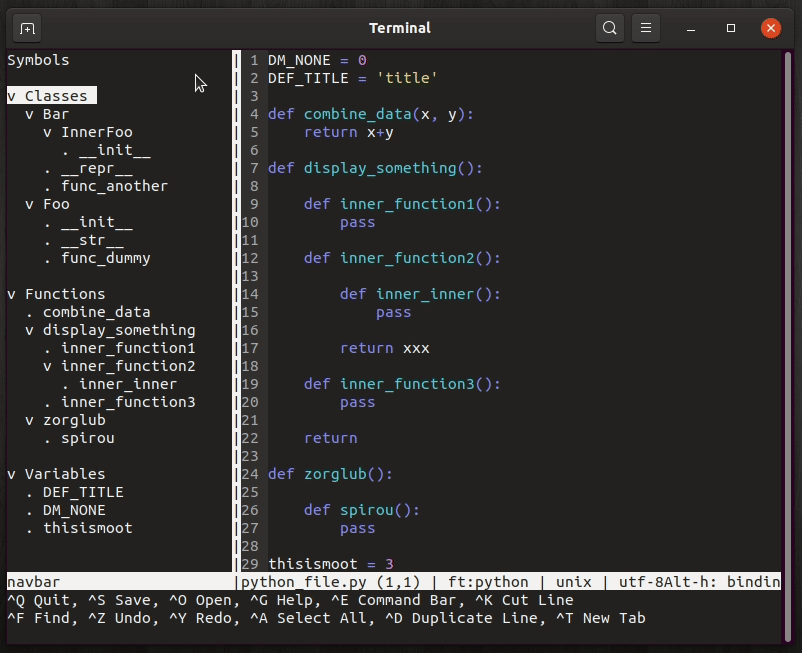 Terminal
Symbols
v Classes
v Bar
v InnerFoo
. __init__
. __repr__
. func_another
v Foo
. __init__
. __str__
. func_dummy
v Functions
. combine_data
v display_something
. inner_function1
v inner_function2
. inner_inner
. inner_function3
v zorglub
. spirou
v Variables
. DEF_TITLE
. DM_NONE
. thisismoot
1 DM_NONE = 0
2 DEF_TITLE = 'title'
3
4 def combine_data(x, y):
5     return x+y
6
7 def display_something():
8
9     def inner_function1():
10         pass
11
12     def inner_function2():
13
14         def inner_inner():
15             pass
16
17         return xxx
18
19     def inner_function3():
20         pass
21
22     return
23
24 def zorglub():
25
26     def spirou():
27         pass
28
29 thisismoot = 3
navbar |python_file.py (1,1) | ft:python | unix | utf-8Alt-h: bindin
^Q Quit, ^S Save, ^O Open, ^G Help, ^E Command Bar, ^K Cut Line
^F Find, ^Z Undo, ^Y Redo, ^A Select All, ^D Duplicate Line, ^T New Tab